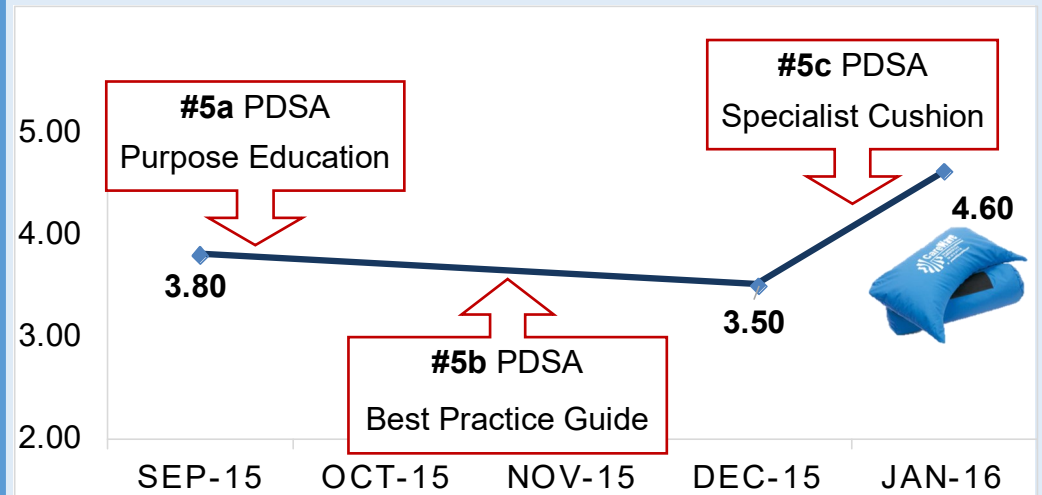 #5a PDSA
Purpose Education
#5c PDSA
Specialist Cushion
5.00
4.00
3.00
2.00
3.80
3.50
4.60
CareWave
#5b PDSA
Best Practice Guide
SEP-15 OCT-15 NOV-15 DEC-15 JAN-16